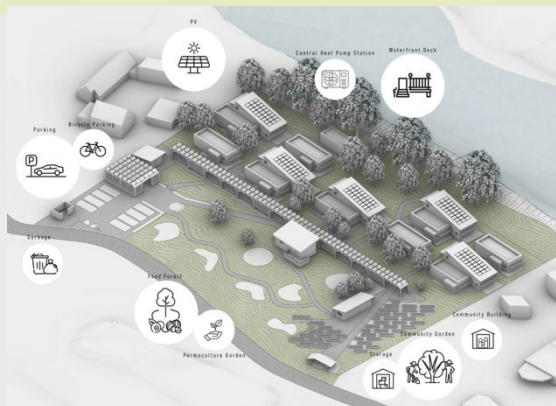 PV
Central Heat Pump Station
Waterfront Deck
Parking
Bicycle Parking
P
Garbage
Food Forest
Permaculture Garden
Community Building
Community Garden
Storage